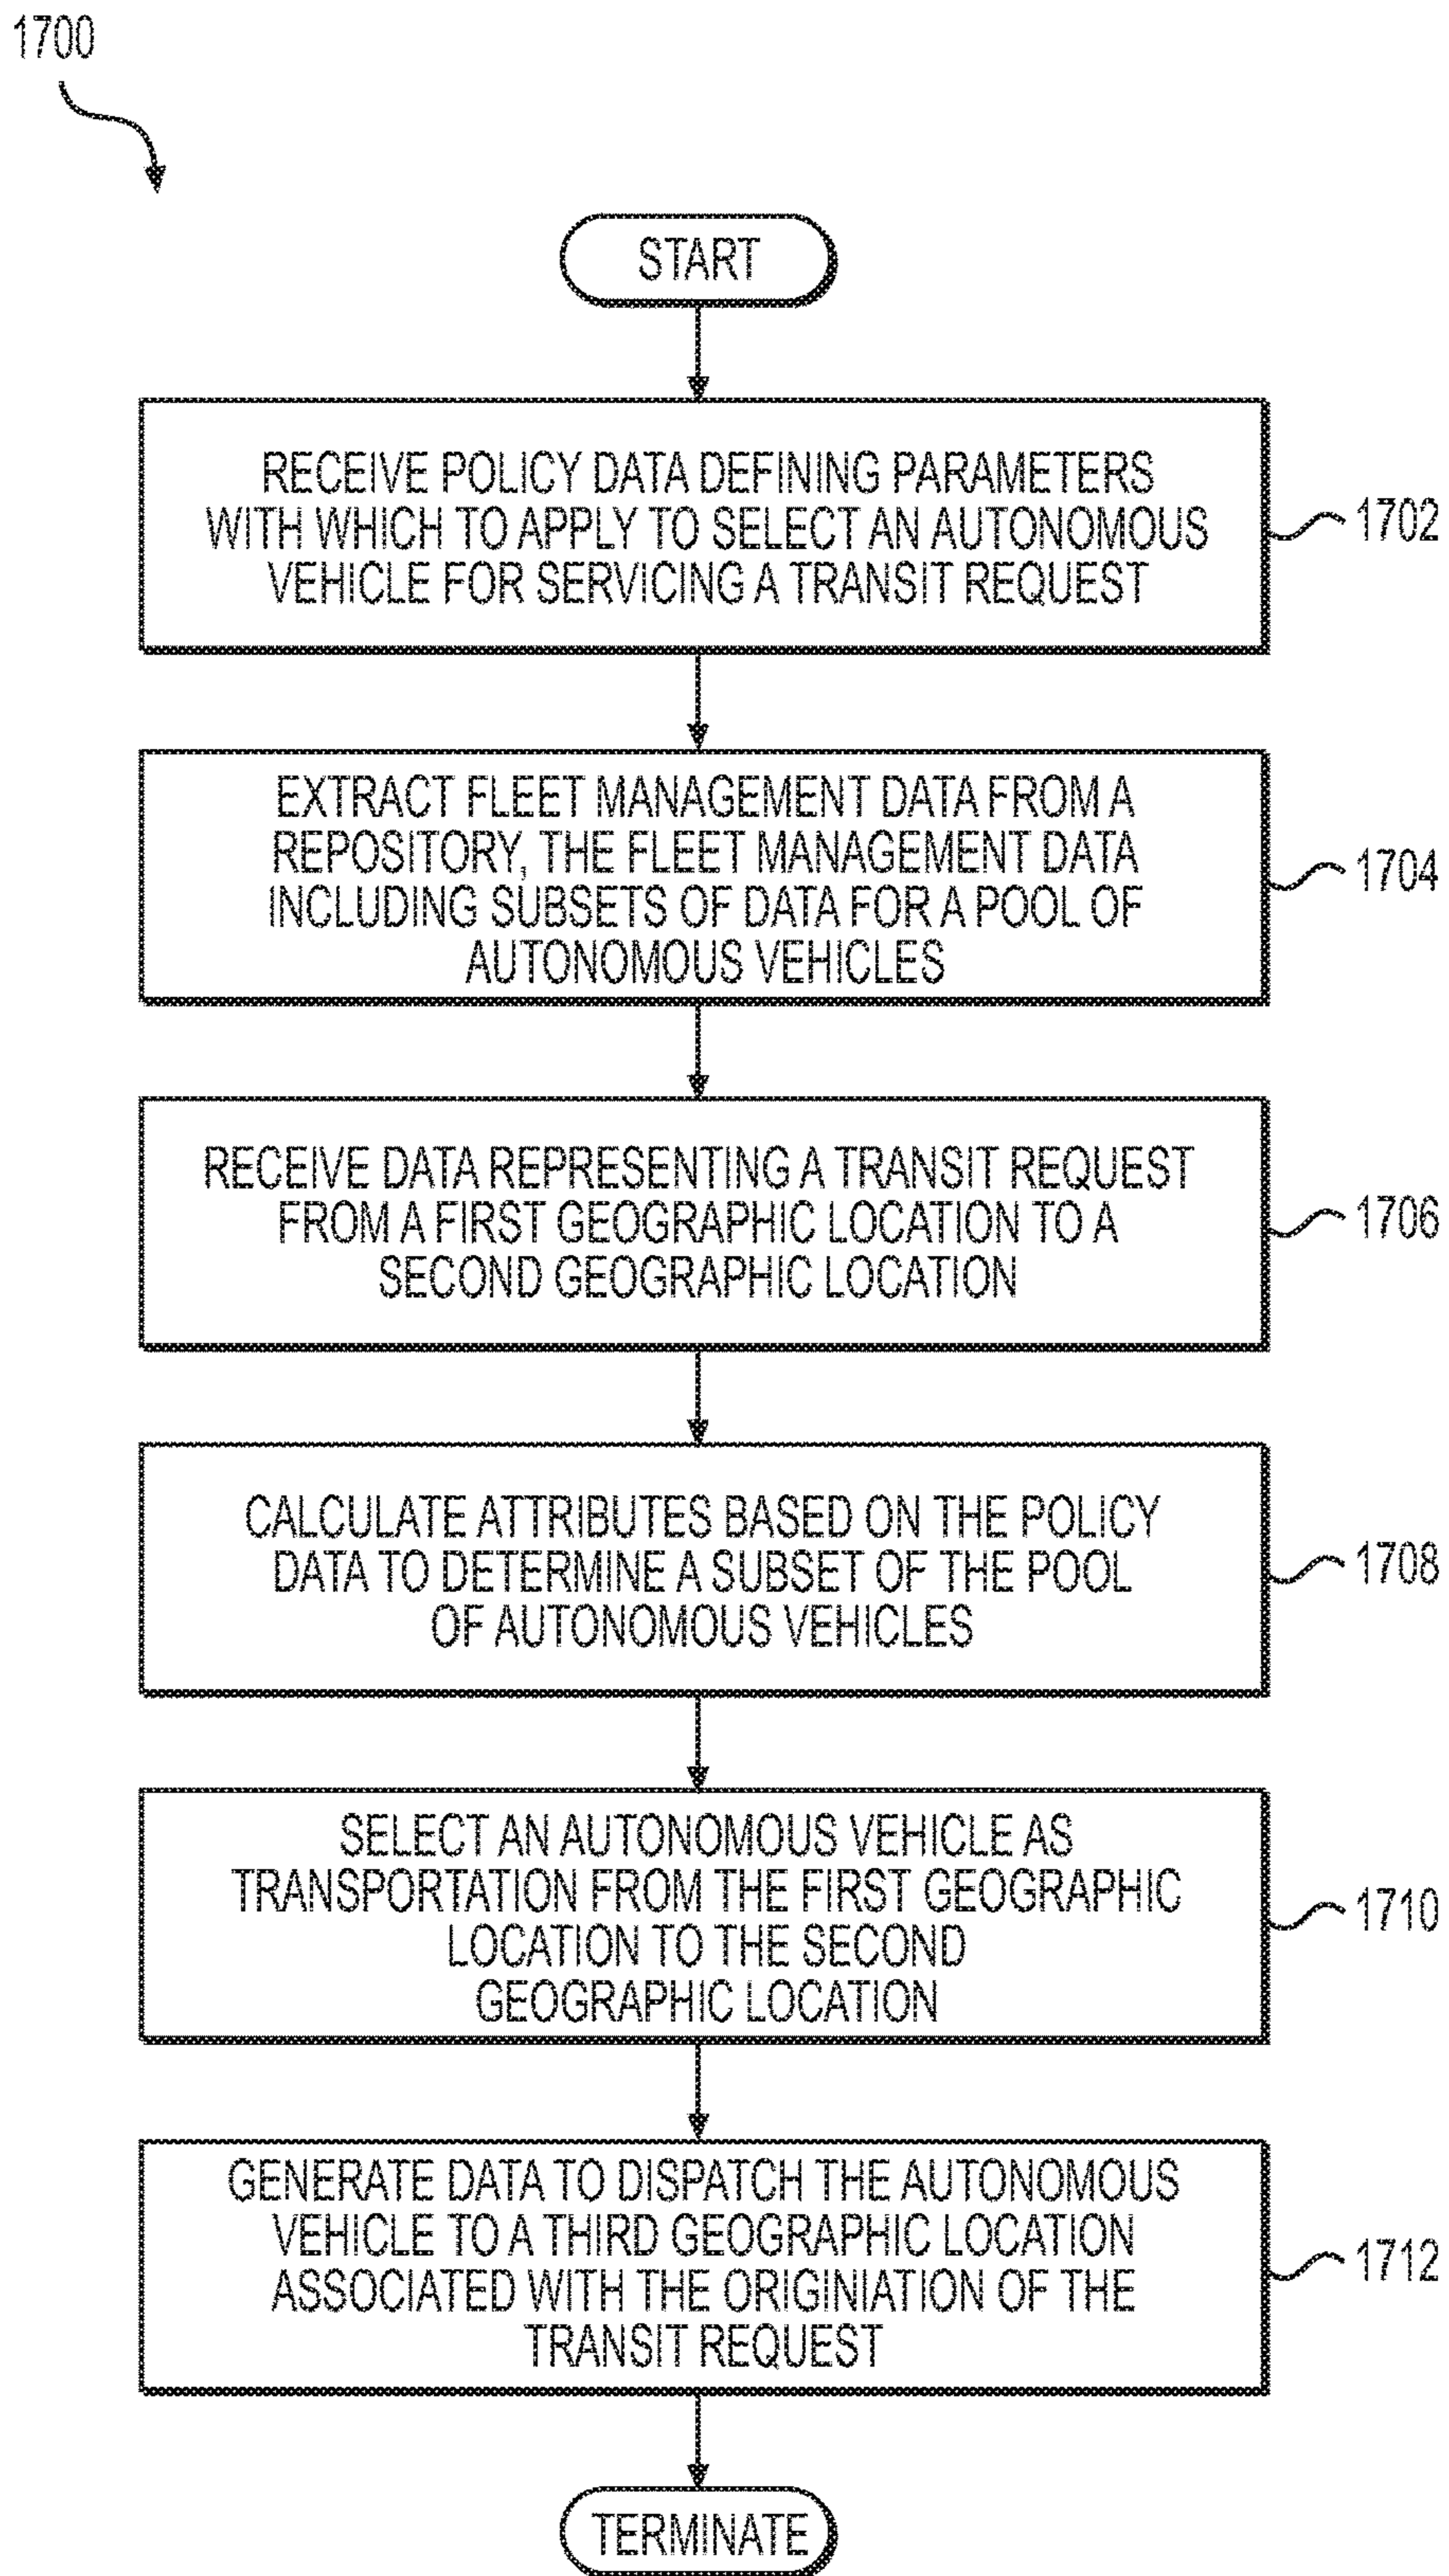 1700
START
RECEIVE POLICY DATA DEFINING PARAMETERS
WITH WHICH TO APPLY TO SELECT AN AUTONOMOUS
VEHICLE FOR SERVICING A TRANSIT REQUEST
1702
EXTRACT FLEET MANAGEMENT DATA FROM A
REPOSITORY, THE FLEET MANAGEMENT DATA
INCLUDING SUBSETS OF DATA FOR A POOL OF
AUTONOMOUS VEHICLES
1704
RECEIVE DATA REPRESENTING A TRANSIT REQUEST
FROM A FIRST GEOGRAPHIC LOCATION TO A
SECOND GEOGRAPHIC LOCATION
1706
CALCULATE ATTRIBUTES BASED ON THE POLICY
DATA TO DETERMINE A SUBSET OF THE POOL
OF AUTONOMOUS VEHICLES
1708
SELECT AN AUTONOMOUS VEHICLE AS
TRANSPORTATION FROM THE FIRST GEOGRAPHIC
LOCATION TO THE SECOND
GEOGRAPHIC LOCATION
1710
GENERATE DATA TO DISPATCH THE AUTONOMOUS
VEHICLE TO A THIRD GEOGRAPHIC LOCATION
ASSOCIATED WITH THE ORIGINIATION OF THE
TRANSIT REQUEST
1712
TERMINATE